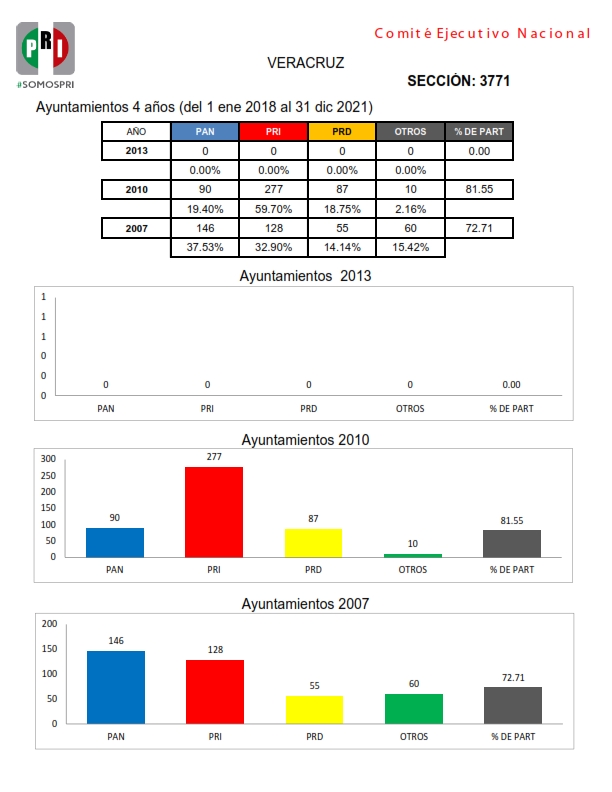 Comité Ejecutivo Nacional
PRI
#SOMOSPRI
VERACRUZ
SECCIÓN: 3771
Ayuntamientos 4 años (del 1 ene 2018 al 31 dic 2021)
AÑO PAN PRI PRD OTROS % DE PART
2013 0 0 0 0 0.00
0.00% 0.00% 0.00% 0.00%
2010 90 277 87 10 81.55
19.40% 59.70% 18.75% 2.16%
2007 146 128 55 60 72.71
37.53% 32.90% 14.14% 15.42%
Ayuntamientos 2013
1
1
1
0
0
0
0 0 0 0 0.00
PAN PRI PRD OTROS % DE PART
Ayuntamientos 2010
300
250
200
150
100
50
0
90 277 87 10 81.55
PAN PRI PRD OTROS % DE PART
Ayuntamientos 2007
200
150
100
50
0
146 128 55 60 72.71
PAN PRI PRD OTROS % DE PART